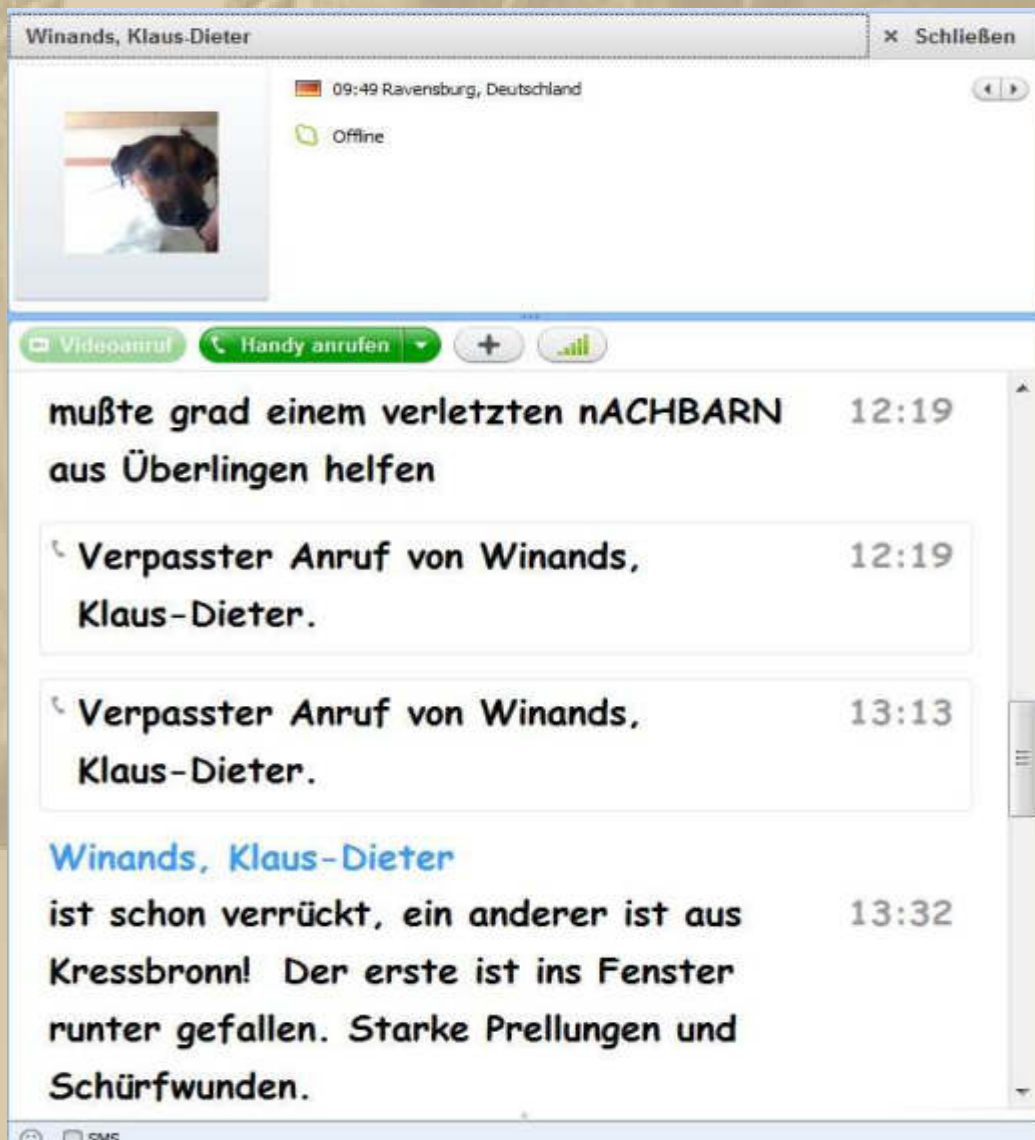 Winands, Klaus-Dieter
× Schließen
09:49 Ravensburg, Deutschland
Offline
Videoanruf
Handy anrufen
mußte grad einem verletzten nACHBARN 12:19
aus Überlingen helfen
Verpasster Anruf von Winands, 12:19
Klaus-Dieter.
Verpasster Anruf von Winands, 13:13
Klaus-Dieter.
Winands, Klaus-Dieter
ist schon verrückt, ein anderer ist aus 13:32
Kressbronn! Der erste ist ins Fenster
runter gefallen. Starke Prellungen und
Schürfwunden.
SMS